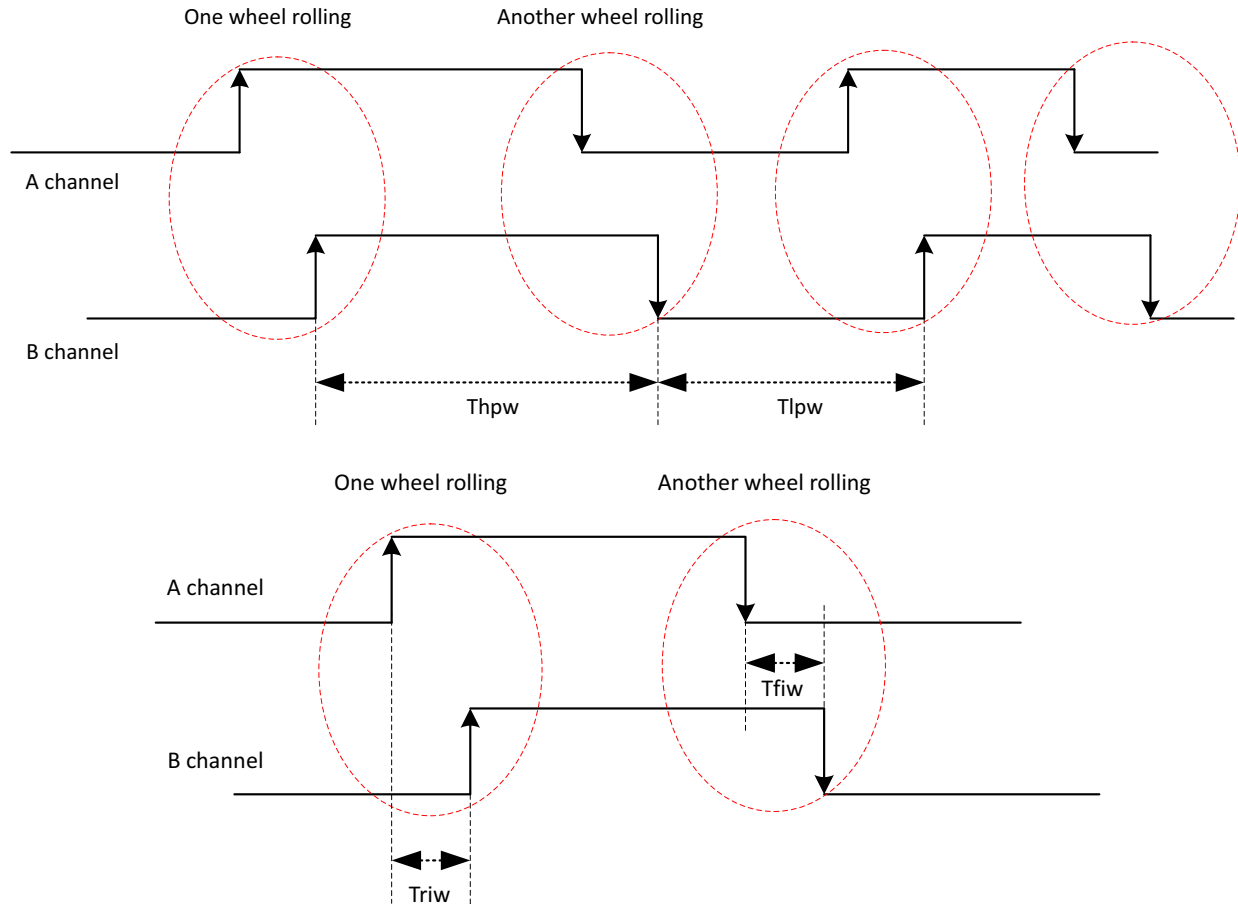 One wheel rolling
Another wheel rolling
A channel
B channel
Thpw
Tlpw
One wheel rolling
Another wheel rolling
A channel
Tfiw
B channel
Triw